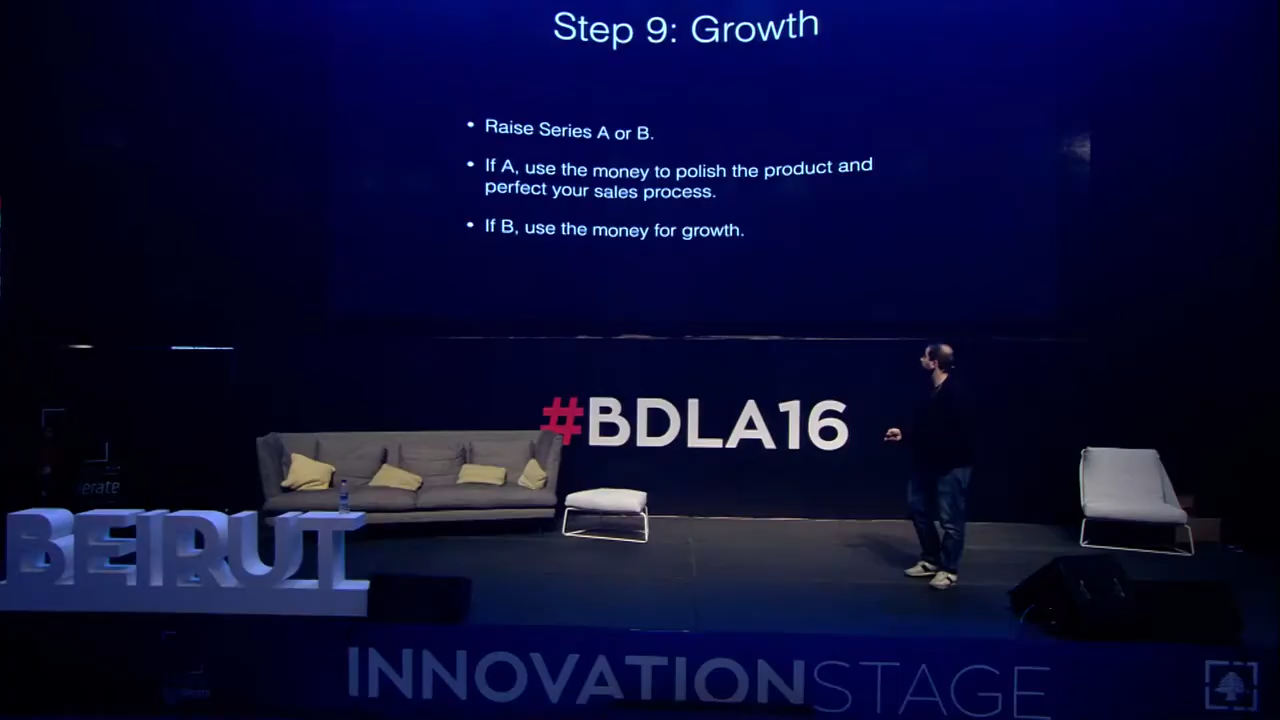 Step 9: Growth
• Raise Series A or B.
• If A, use the money to polish the product and
perfect your sales process.
• If B, use the money for growth.
#BDLA16
erate
BEIRUT
INNOVATIONSTAGE